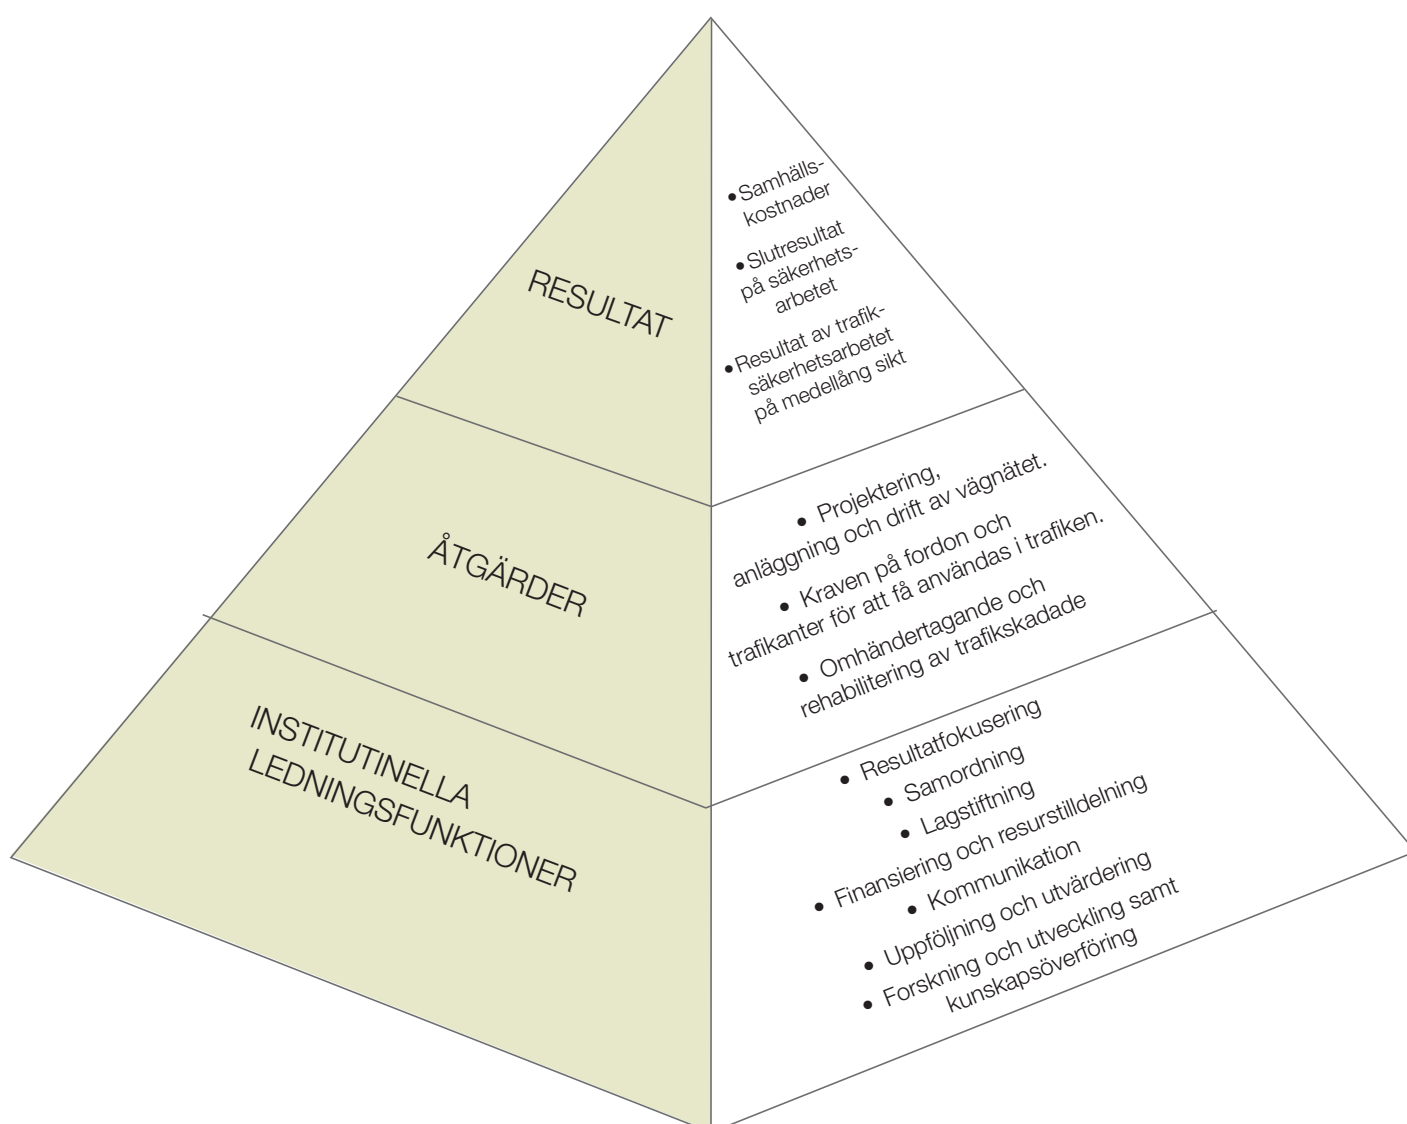 RESULTAT
• Samhälls-
kostnader
• Slutresultat
på säkerhets-
arbetet
• Resultat av trafik-
säkerhetsarbetet
på medellång sikt
ÅTGÄRDER
• Projektering,
anläggning och drift av vägnätet.
• Kraven på fordon och
trafikanter för att få användas i trafiken.
• Omhändertagande och
rehabilitering av trafikskadade
INSTITUTINELLA
LEDNINGSFUNKTIONER
• Resultatfokusering
• Samordning
• Lagstiftning
• Finansiering och resurstilldelning
• Kommunikation
• Uppföljning och utvärdering
• Forskning och utveckling samt
kunskapsöverföring